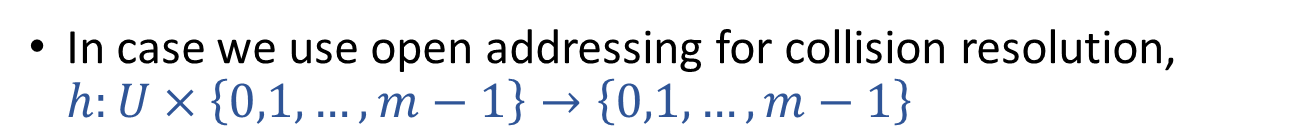 • In case we use open addressing for collision resolution,
h: U × {0,1, … , m − 1} → {0,1, … , m − 1}